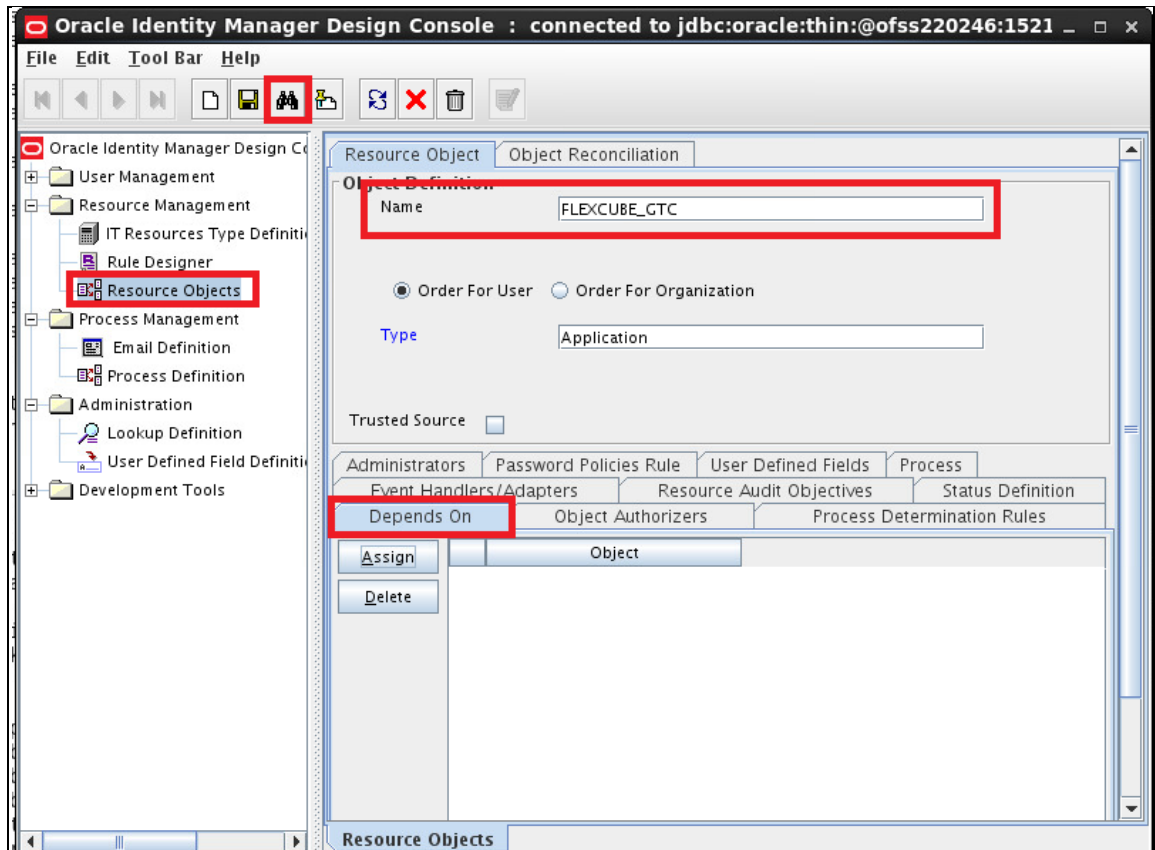 Oracle Identity Manager Design Console : connected to jdbc:oracle:thin:@ofss220246:1521
File Edit Tool Bar Help
Oracle Identity Manager Design Co
User Management
Resource Management
IT Resources Type Definiti
Rule Designer
Resource Objects
Process Management
Email Definition
Process Definition
Administration
Lookup Definition
User Defined Field Definiti
Development Tools
Resource Object Object Reconciliation
Object Definition
Name FLEXCUBE_GTC
Order For User Order For Organization
Type Application
Trusted Source
Administrators Password Policies Rule User Defined Fields Process
Event Handlers/Adapters Resource Audit Objectives Status Definition
Depends On Object Authorizers Process Determination Rules
Assign Object
Delete
Resource Objects